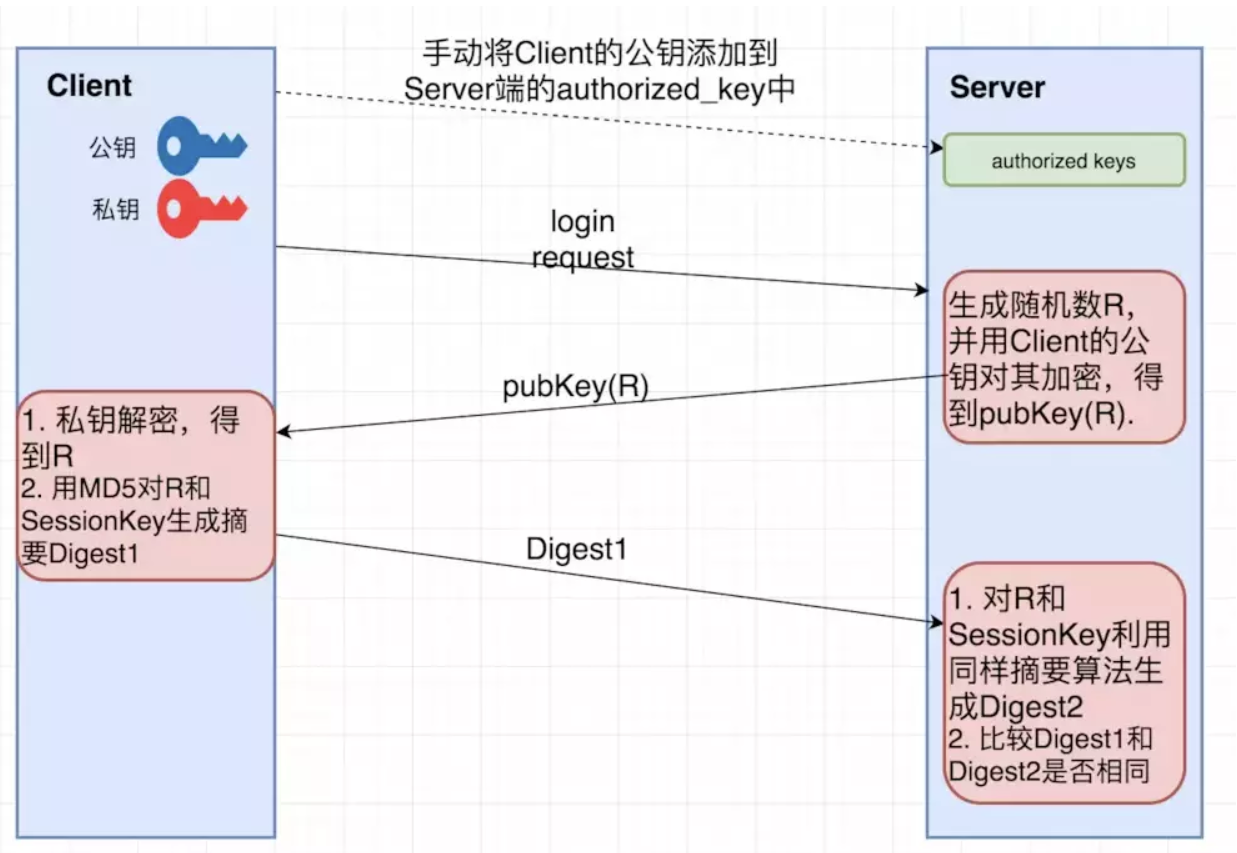 手动将Client的公钥添加到
Server端的authorized_key中
Client
Server
公钥
authorized keys
私钥
login
request
生成随机数R,
并用Client的公
钥对其加密，得
到pubKey(R).
pubKey(R)
1. 私钥解密，得
到R
2. 用MD5对R和
SessionKey生成摘
要Digest1
Digest1
1. 对R和
SessionKey利用
同样摘要算法生
成Digest2
2. 比较Digest1和
Digest2是否相同